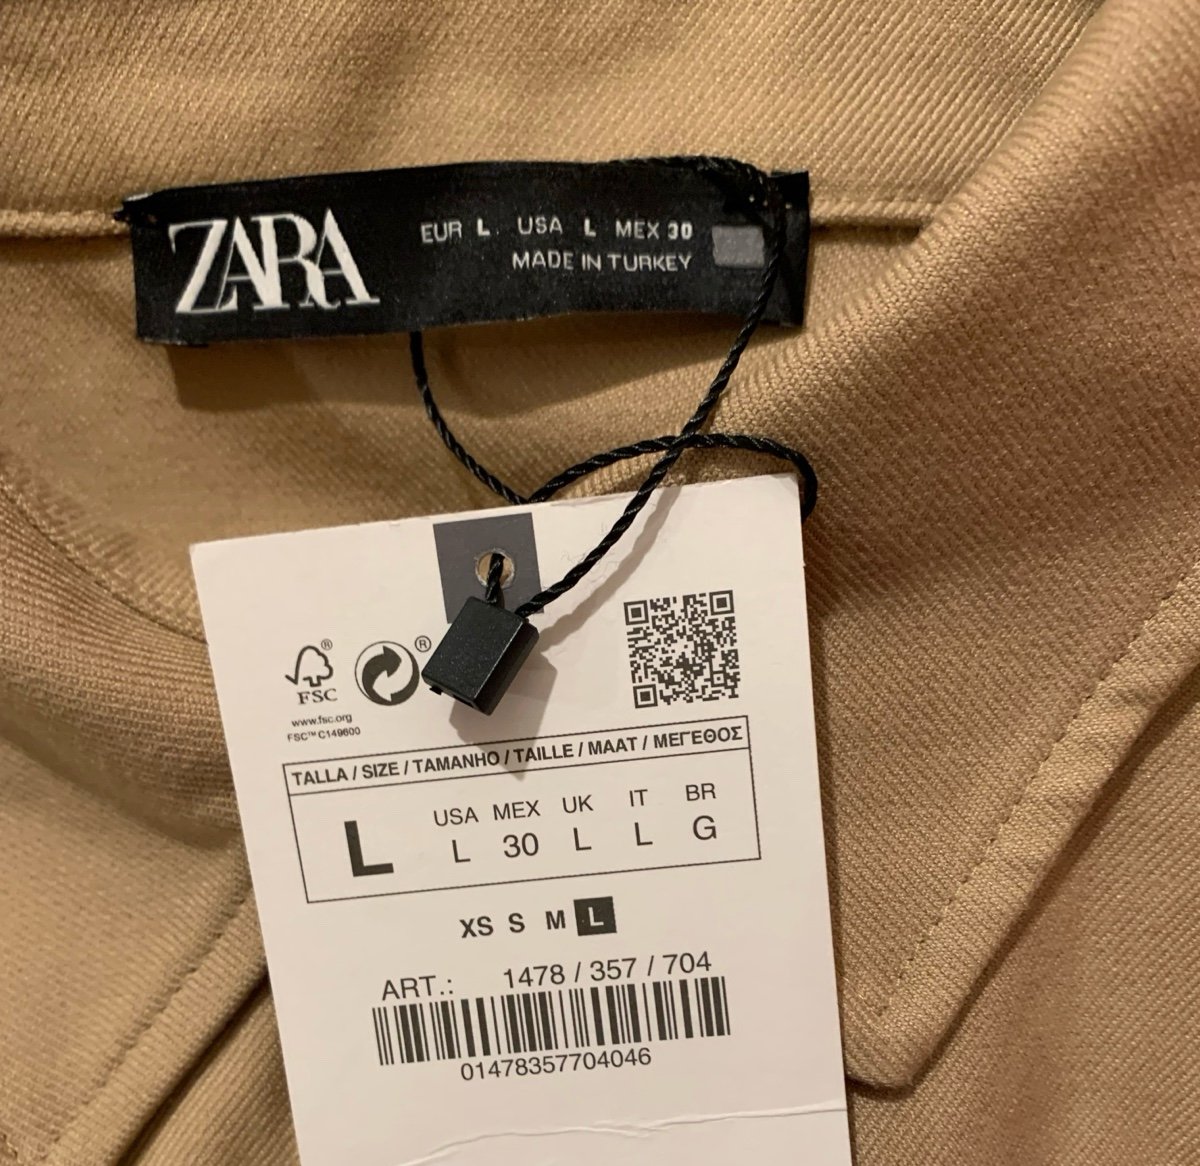 ZARA
EUR L USA L MEX 30
MADE IN TURKEY
FSC
www.fsc.org
FSC™ C149600
TALLA / SIZE / TAMANHO / TAILLE / MAAT / ΜΕΓΕΘΟΣ
USA MEX UK IT BR
L L 30 L L G
XS S M L
ART.: 1478 / 357 / 704
01478357704046